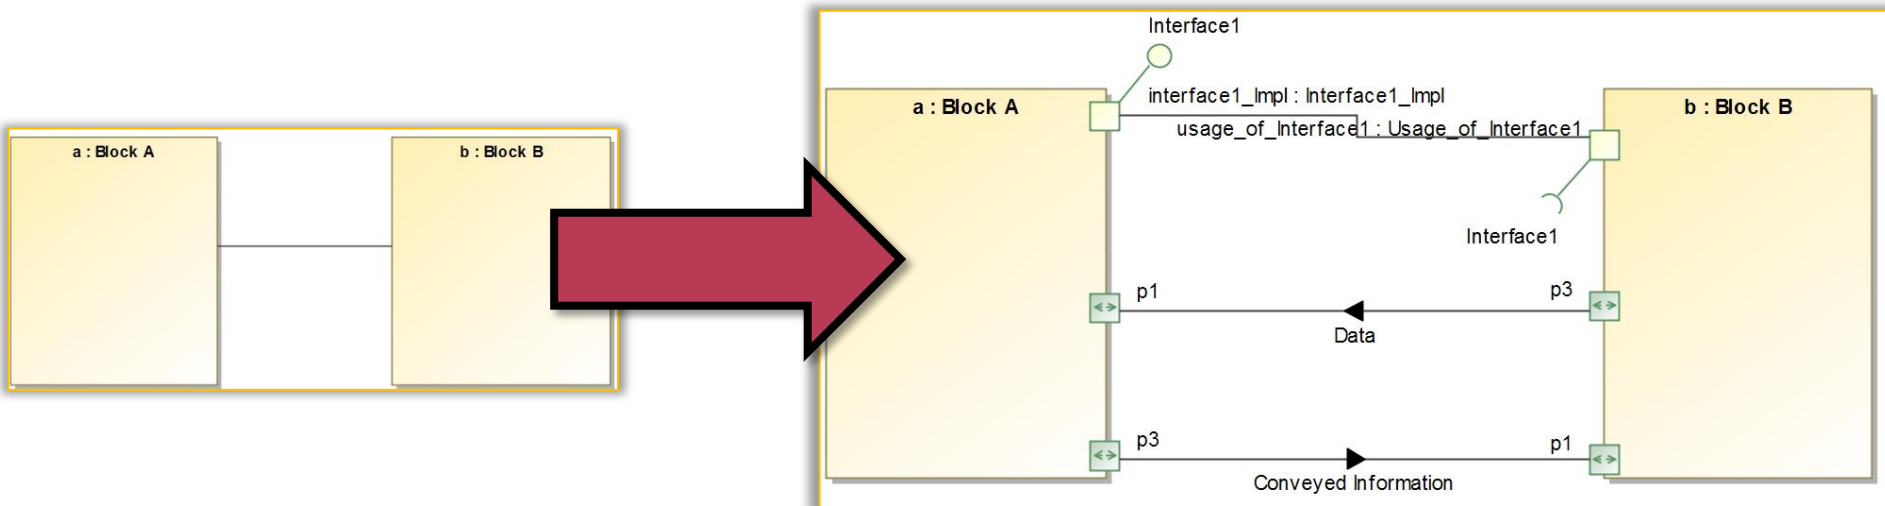 a : Block A
b : Block B
Interface1
a : Block A
interface1_Impl : Interface1_Impl
b : Block B
usage_of_Interface1 : Usage_of_Interface1
Interface1
p1
p3
Data
p3
p1
Conveyed Information